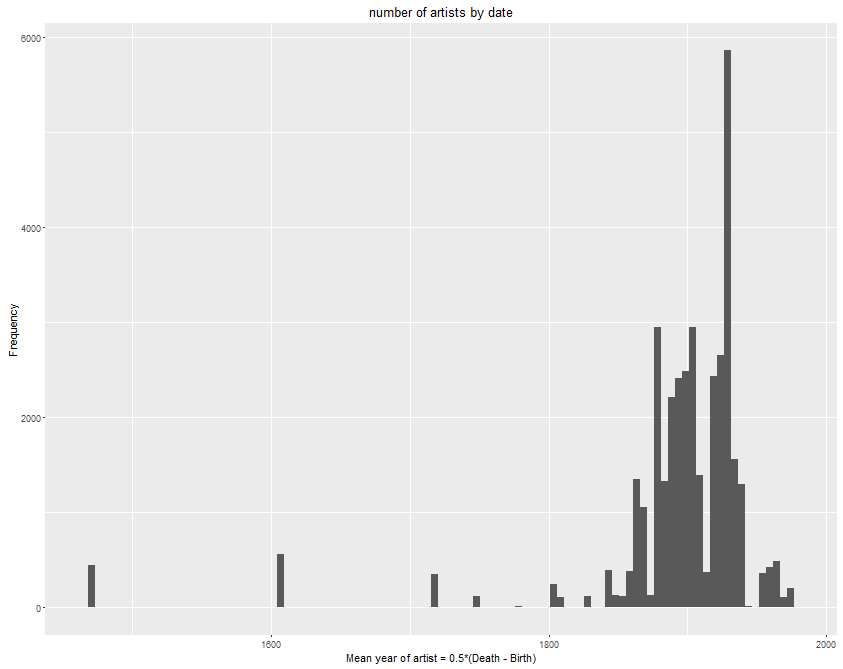 number of artists by date
6000
4000
2000
0
Frequency
1600
1800
2000
Mean year of artist = 0.5*(Death - Birth)